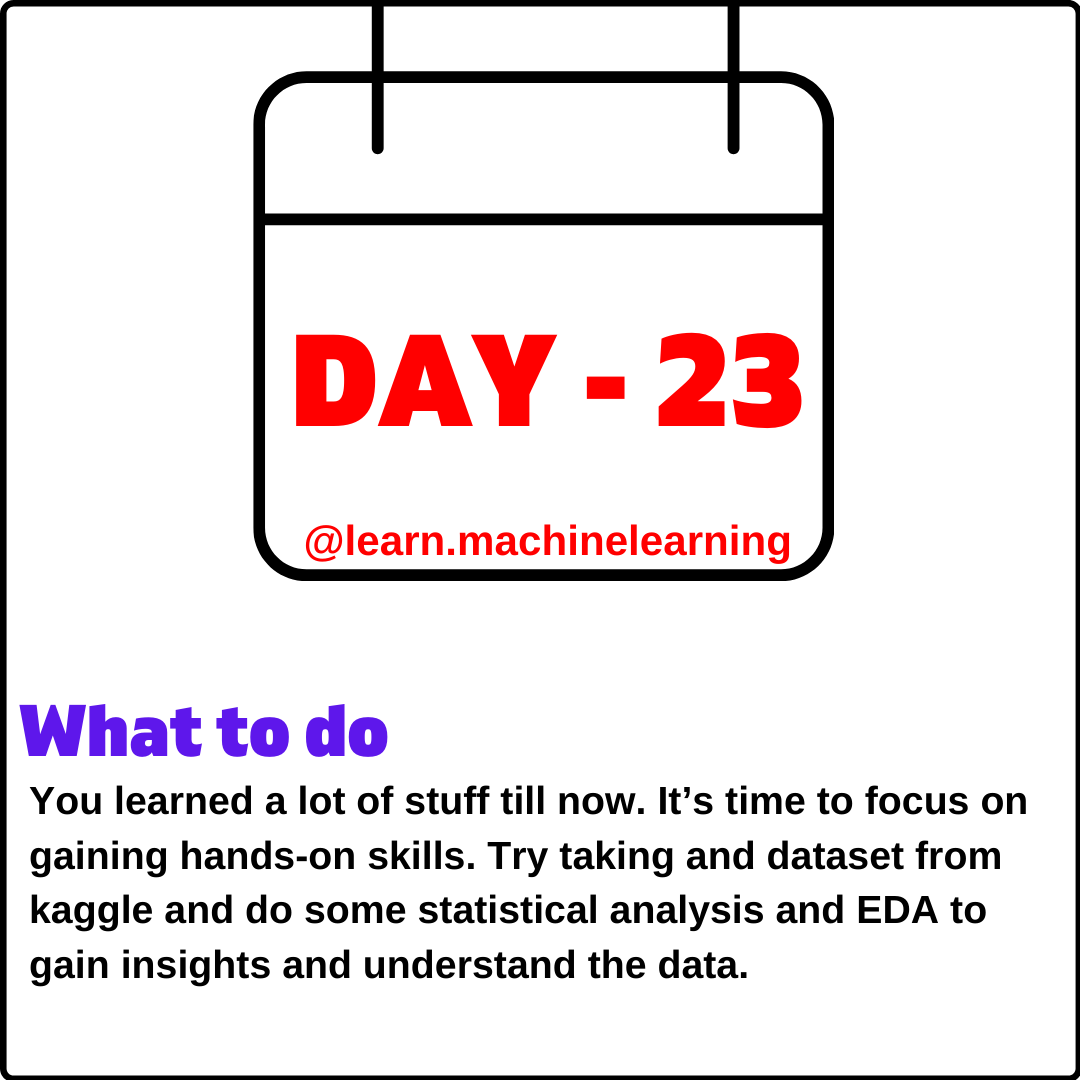 DAY - 23
@learn.machinelearning
What to do
You learned a lot of stuff till now. It’s time to focus on
gaining hands-on skills. Try taking and dataset from
kaggle and do some statistical analysis and EDA to
gain insights and understand the data.